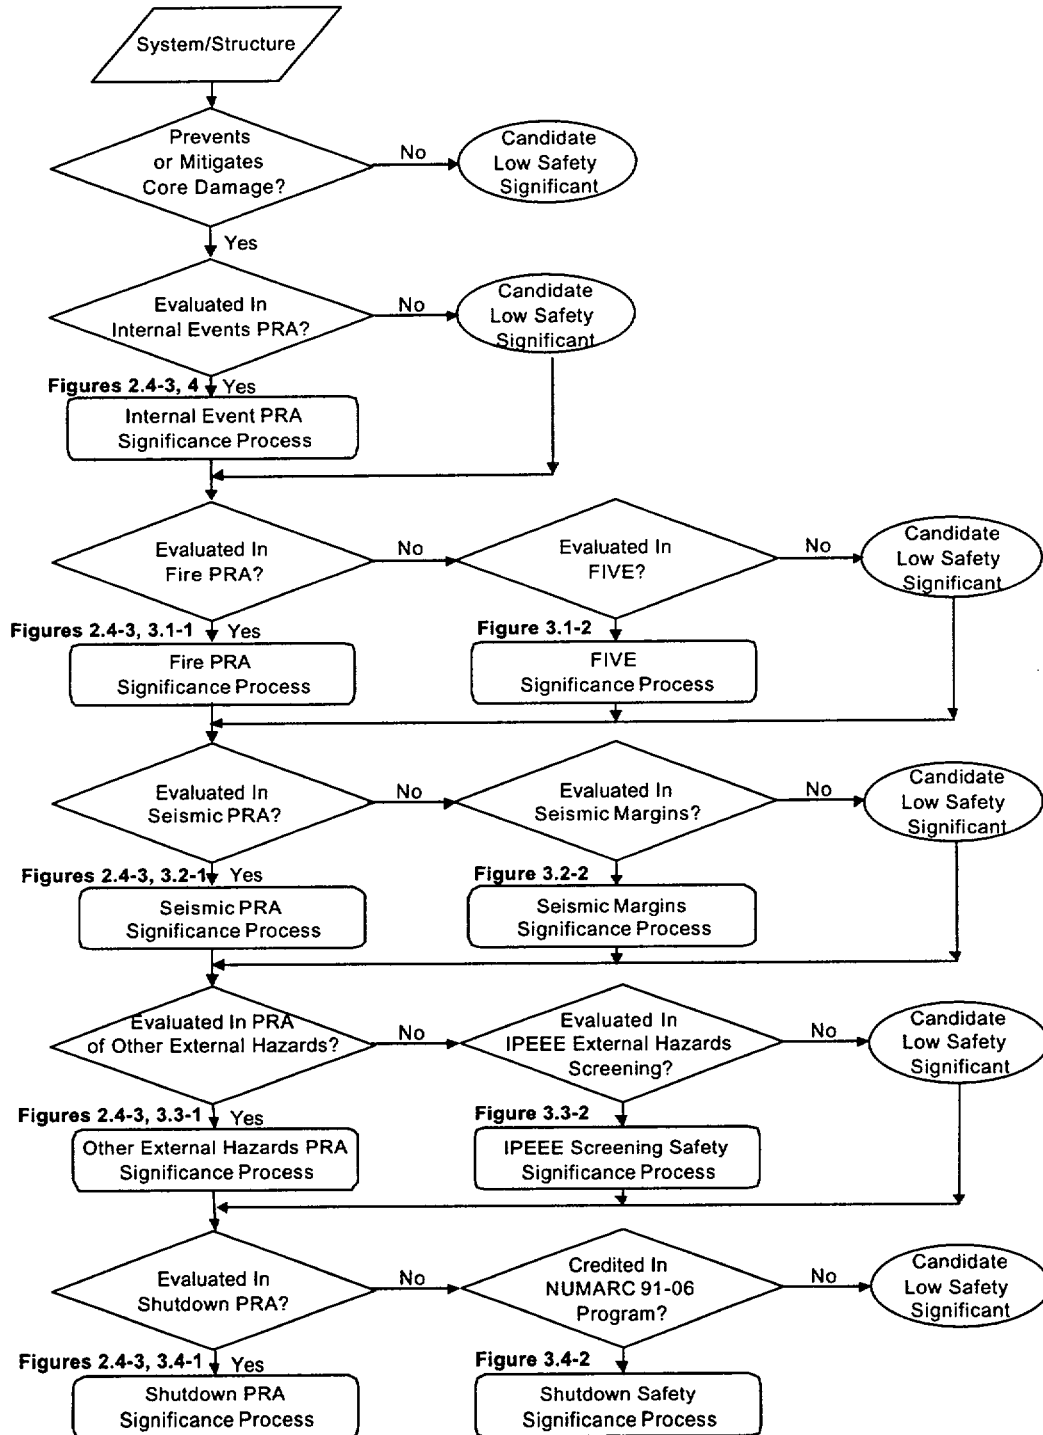 System/Structure
Prevents
or Mitigates
Core Damage?
No
Candidate
Low Safety
Significant
Yes
Evaluated In
Internal Events PRA?
No
Candidate
Low Safety
Significant
Figures 2.4-3, 4
Yes
Internal Event PRA
Significance Process
Evaluated In
Fire PRA?
No
Evaluated In
FIVE?
No
Candidate
Low Safety
Significant
Figures 2.4-3, 3.1-1
Yes
Figure 3.1-2
Fire PRA
Significance Process
FIVE
Significance Process
Evaluated In
Seismic PRA?
No
Evaluated In
Seismic Margins?
No
Candidate
Low Safety
Significant
Figures 2.4-3, 3.2-1
Yes
Figure 3.2-2
Seismic PRA
Significance Process
Seismic Margins
Significance Process
Evaluated In PRA
of Other External Hazards?
No
Evaluated In
IPEEE External Hazards
Screening?
No
Candidate
Low Safety
Significant
Figures 2.4-3, 3.3-1
Yes
Figure 3.3-2
Other External Hazards PRA
Significance Process
IPEEE Screening Safety
Significance Process
Evaluated In
Shutdown PRA?
No
Credited In
NUMARC 91-06
Program?
No
Candidate
Low Safety
Significant
Figures 2.4-3, 3.4-1
Yes
Figure 3.4-2
Shutdown PRA
Significance Process
Shutdown Safety
Significance Process